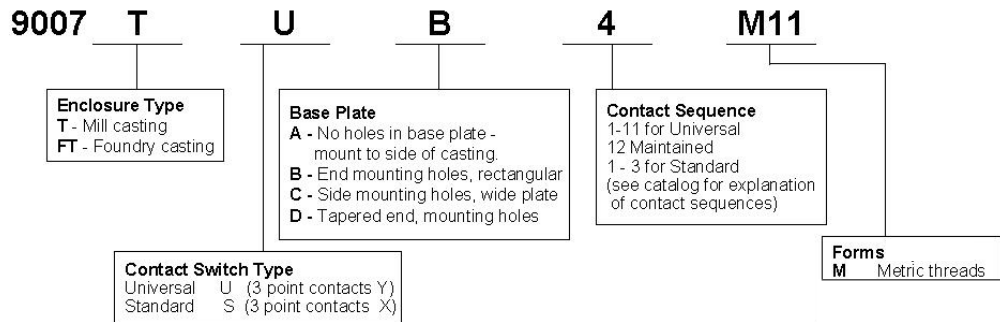 9007 T U B 4 M11
Enclosure Type
T - Mill casting
FT - Foundry casting
Base Plate
A - No holes in base plate -
mount to side of casting.
B - End mounting holes, rectangular
C - Side mounting holes, wide plate
D - Tapered end, mounting holes
Contact Sequence
1-11 for Universal
12 Maintained
1 - 3 for Standard
(see catalog for explanation
of contact sequences)
Contact Switch Type
Universal U (3 point contacts Y)
Standard S (3 point contacts X)
Forms
M Metric threads